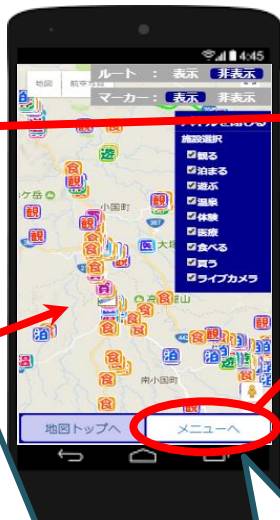 4:45
ルート : 表示 非表示
地図
マーカー: 表示 非表示
施設選択
観る
泊まる
遊ぶ
温泉
体験
医療
食べる
買う
ライブカメラ
小国町
南小国町
地図トップへ
メニューへ